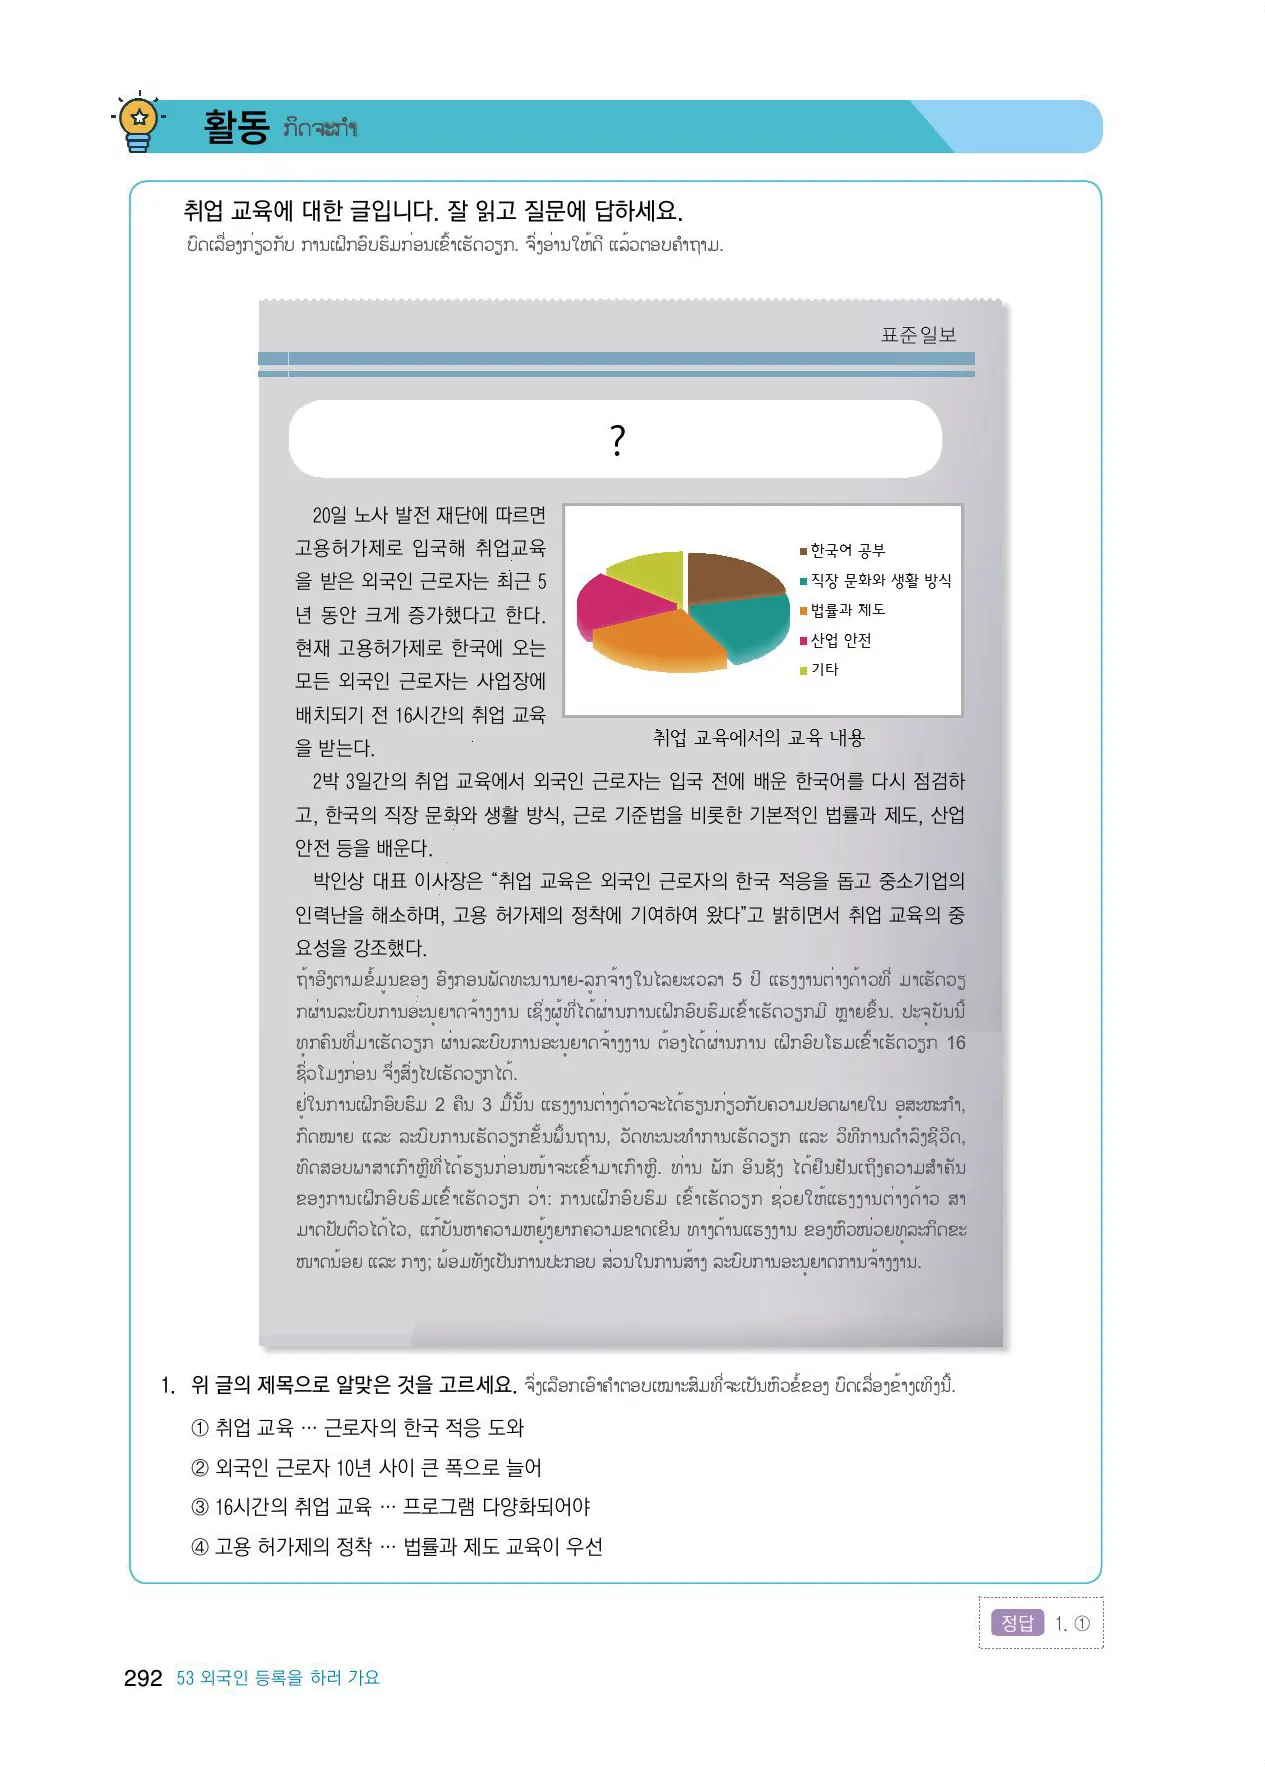 활동 ກິດຈະກຳ
취업 교육에 대한 글입니다. 잘 읽고 질문에 답하세요.
ບົດເລື່ອງກ່ຽວກັບ ການເຝິກອົບຮົມກ່ອນເຂົ້າເຮັດວຽກ. ຈົ່ງອ່ານໃຫ້ດີ ແລ້ວຕອບຄຳຖາມ.
표준일보
?
20일 노사 발전 재단에 따르면
고용허가제로 입국해 취업교육
을 받은 외국인 근로자는 최근 5
년 동안 크게 증가했다고 한다.
현재 고용허가제로 한국에 오는
모든 외국인 근로자는 사업장에
배치되기 전 16시간의 취업 교육
을 받는다.
한국어 공부
직장 문화와 생활 방식
법률과 제도
산업 안전
기타
취업 교육에서의 교육 내용
2박 3일간의 취업 교육에서 외국인 근로자는 입국 전에 배운 한국어를 다시 점검하
고, 한국의 직장 문화와 생활 방식, 근로 기준법을 비롯한 기본적인 법률과 제도, 산업
안전 등을 배운다.
박인상 대표 이사장은 “취업 교육은 외국인 근로자의 한국 적응을 돕고 중소기업의
인력난을 해소하며, 고용 허가제의 정착에 기여하여 왔다”고 밝히면서 취업 교육의 중
요성을 강조했다.
ຖ້າອີງຕາມຂໍ້ມູນຂອງ ອົງກອນພັດທະນານາຍ-ລູກຈ້າງໃນໄລຍະເວລາ 5 ປີ ແຮງງານຕ່າງດ້າວທີ່ ມາເຮັດວຽ
ກຜ່ານລະບົບການອະນຸຍາດຈ້າງງານ ເຊິ່ງຜູ້ທີ່ໄດ້ຜ່ານການເຝິກອົບຮົມເຂົ້າເຮັດວຽກມີ ຫຼາຍຂຶ້ນ. ປະຈຸບັນນີ້
ທຸກຄົນທີ່ມາເຮັດວຽກ ຜ່ານລະບົບການອະນຸຍາດຈ້າງງານ ຕ້ອງໄດ້ຜ່ານການ ເຝິກອົບໂຮມເຂົ້າເຮັດວຽກ 16
ຊົ່ວໂມງກ່ອນ ຈຶ່ງສົ່ງໄປເຮັດວຽກໄດ້.
ຢູ່ໃນການເຝິກອົບຮົມ 2 ຄືນ 3 ມື້ນັ້ນ ແຮງງານຕ່າງດ້າວຈະໄດ້ຮຽນກ່ຽວກັບຄວາມປອດພາຍໃນ ອຸສະຫະກຳ,
ກົດໝາຍ ແລະ ລະບົບການເຮັດວຽກຂັ້ນພື້ນຖານ, ວັດທະນະທຳການເຮັດວຽກ ແລະ ວິທີການດຳລົງຊີວິດ,
ທົດສອບພາສາເກົາຫຼີທີ່ໄດ້ຮຽນກ່ອນໜ້າຈະເຂົ້າມາເກົາຫຼີ. ທ່ານ ພັກ ອິນຊັງ ໄດ້ຢືນຢັນເຖິງຄວາມສຳຄັນ
ຂອງການເຝິກອົບຮົມເຂົ້າເຮັດວຽກ ວ່າ: ການເຝິກອົບຮົມ ເຂົ້າເຮັດວຽກ ຊ່ວຍໃຫ້ແຮງງານຕ່າງດ້າວ ສາ
ມາດປັບຕົວໄດ້ໄວ, ແກ້ບັນຫາຄວາມຫຍຸ້ງຍາກຄວາມຂາດເຂີນ ທາງດ້ານແຮງງານ ຂອງຫົວໜ່ວຍທຸລະກິດຂະ
ໜາດນ້ອຍ ແລະ ກາງ; ພ້ອມທັງເປັນການປະກອບ ສ່ວນໃນການສ້າງ ລະບົບການອະນຸຍາດການຈ້າງງານ.
1. 위 글의 제목으로 알맞은 것을 고르세요. ຈົ່ງເລືອກເອົາຄຳຕອບເໝາະສົມທີ່ຈະເປັນຫົວຂໍ້ຂອງ ບົດເລື່ອງຂ້າງເທິງນີ້.
① 취업 교육 … 근로자의 한국 적응 도와
② 외국인 근로자 10년 사이 큰 폭으로 늘어
③ 16시간의 취업 교육 … 프로그램 다양화되어야
④ 고용 허가제의 정착 … 법률과 제도 교육이 우선
정답 1. ①
292 53 외국인 등록을 하러 가요